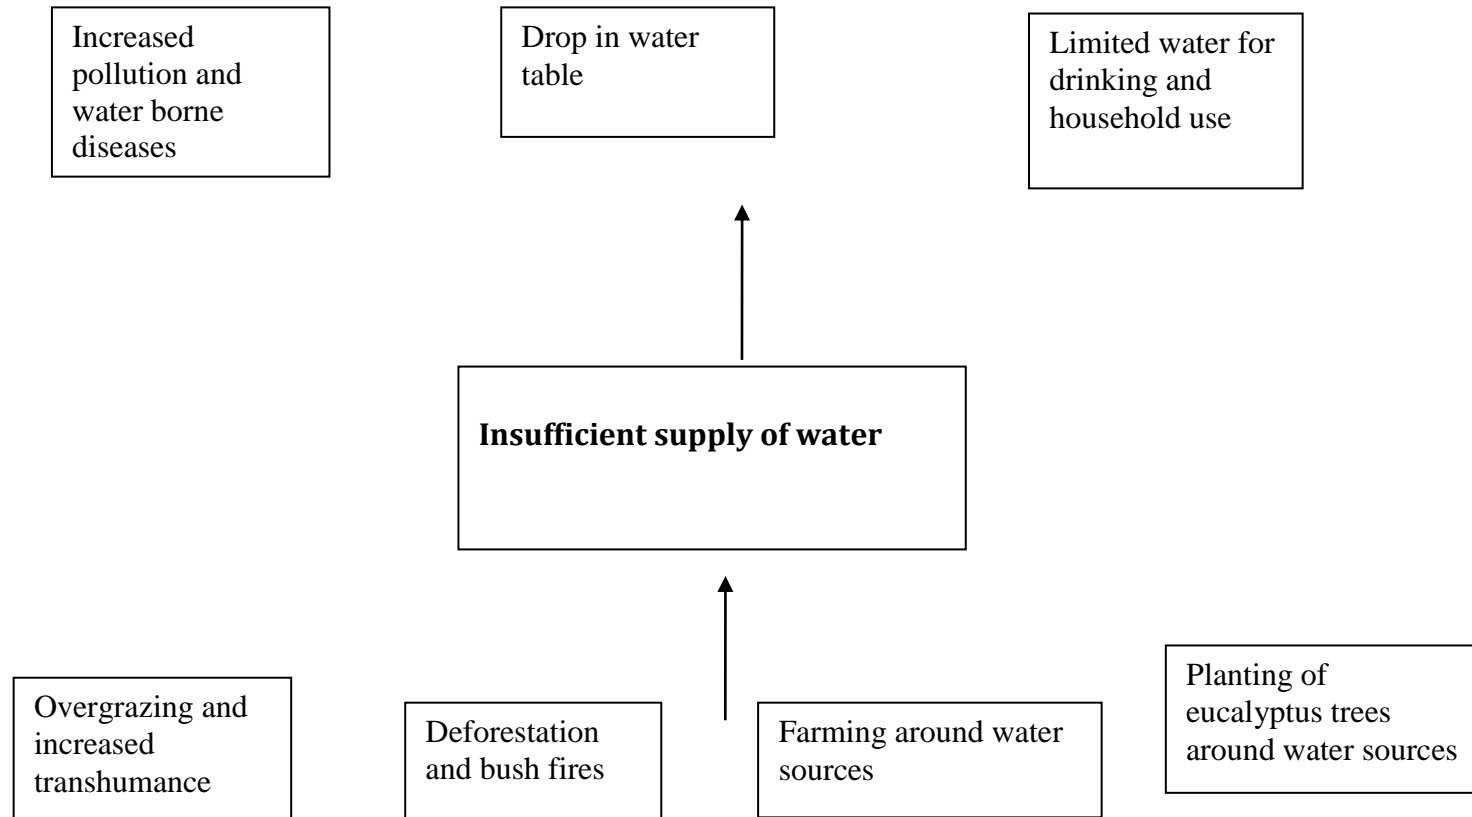 Increased
pollution and
water borne
diseases
Drop in water
table
Limited water for
drinking and
household use
Insufficient supply of water
Overgrazing and
increased
transhumance
Deforestation
and bush fires
Farming around water
sources
Planting of
eucalyptus trees
around water sources